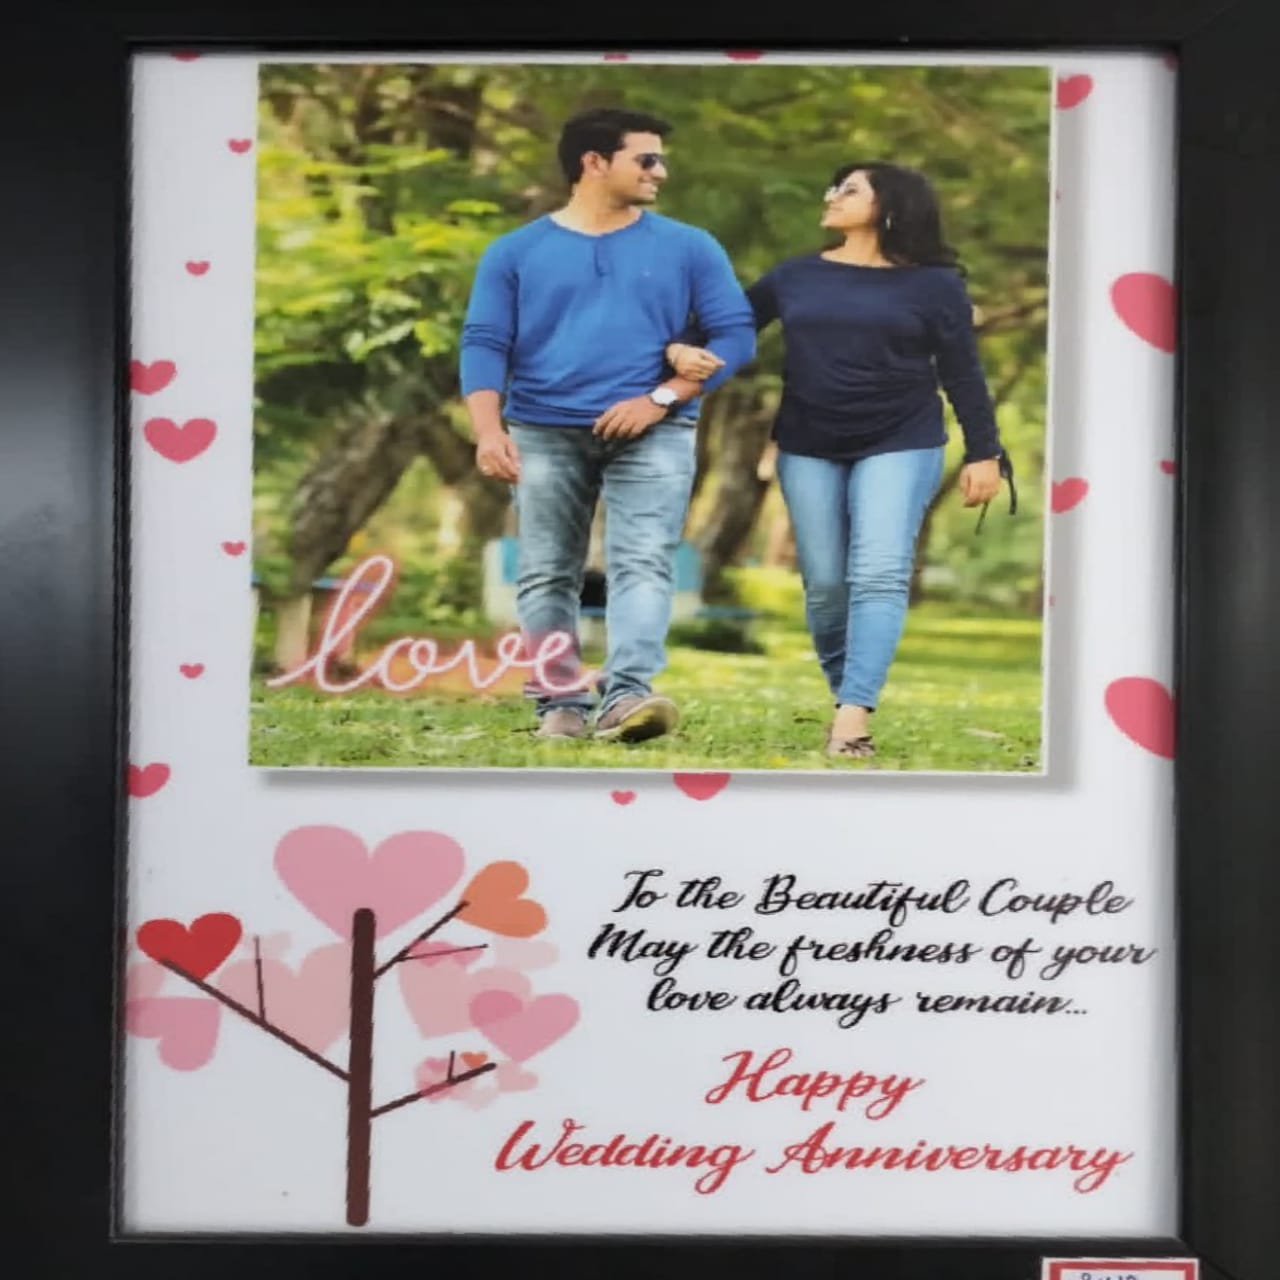 love
To the Beautiful Couple
May the freshness of your
love always remain...
Happy
Wedding Anniversary